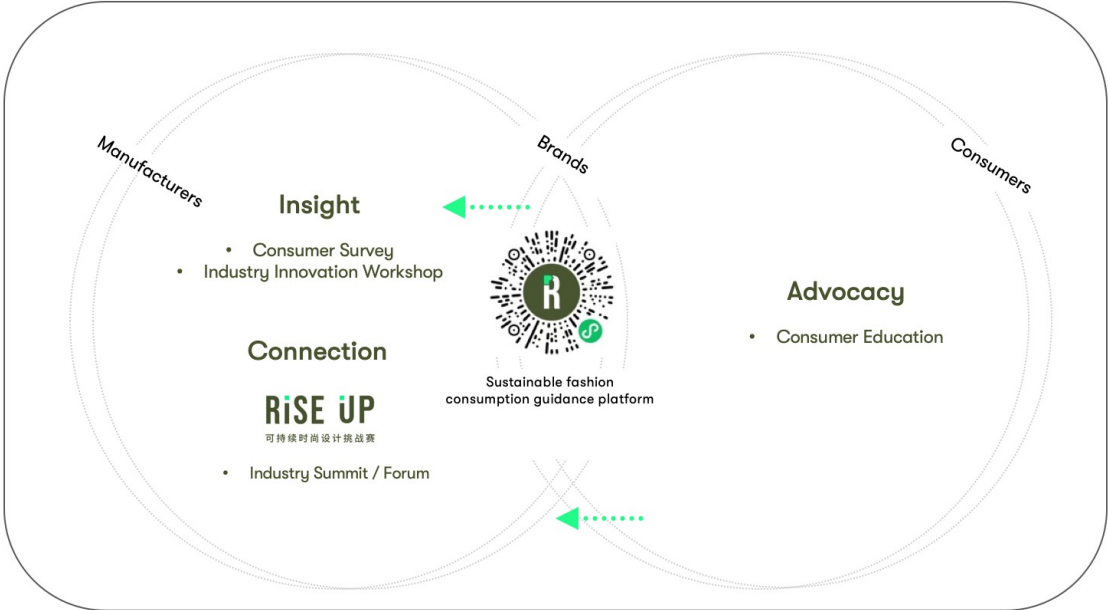 Manufacturers
Brands
Consumers
Insight
• Consumer Survey
• Industry Innovation Workshop
Connection
RiSE UP
可持续时尚设计挑战赛
• Industry Summit / Forum
R
Sustainable fashion
consumption guidance platform
Advocacy
• Consumer Education